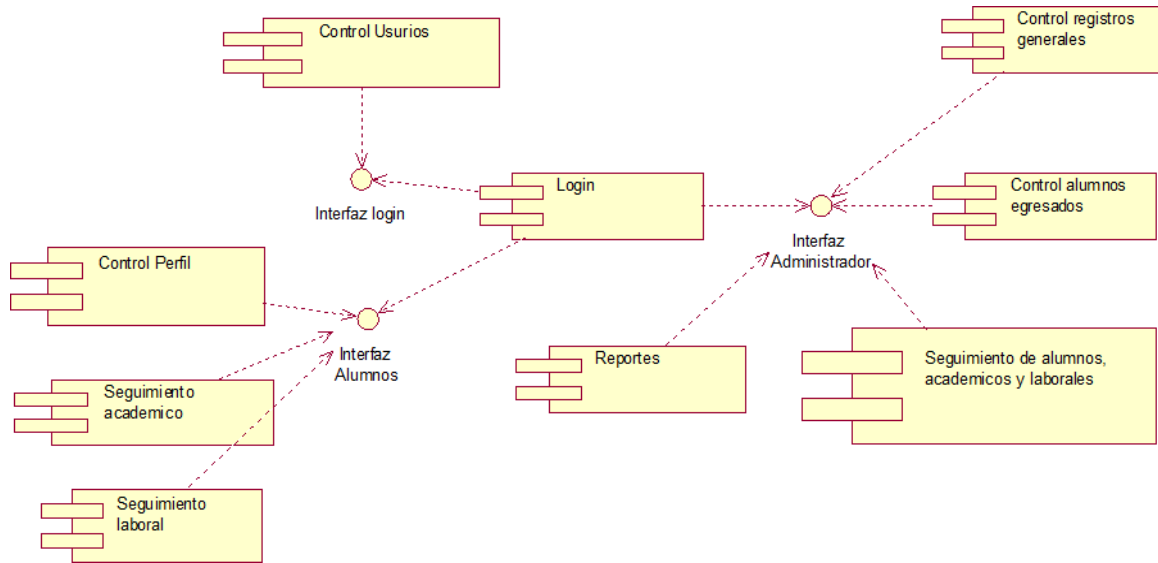 Control Usurios
Control registros
generales
Login
Control alumnos
egresados
Interfaz login
Interfaz
Administrador
Control Perfil
Interfaz
Alumnos
Reportes
Seguimiento de alumnos,
academicos y laborales
Seguimiento
academico
Seguimiento
laboral